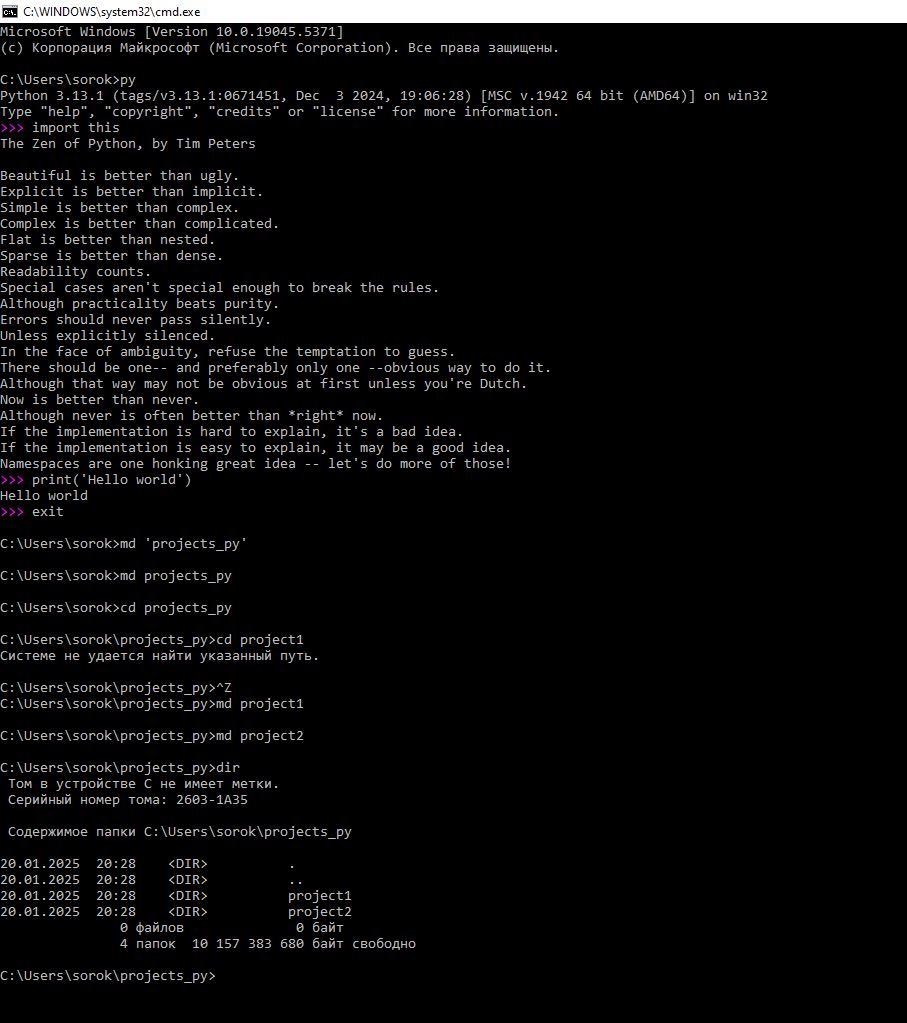 C:\WINDOWS\system32\cmd.exe
Microsoft Windows [Version 10.0.19045.5371]
(c) Корпорация Майкрософт (Microsoft Corporation). Все права защищены.
C:\Users\sorok>py
Python 3.13.1 (tags/v3.13.1:0671451, Dec  3 2024, 19:06:28) [MSC v.1942 64 bit (AMD64)] on win32
Type "help", "copyright", "credits" or "license" for more information.
>>> import this
The Zen of Python, by Tim Peters
Beautiful is better than ugly.
Explicit is better than implicit.
Simple is better than complex.
Complex is better than complicated.
Flat is better than nested.
Sparse is better than dense.
Readability counts.
Special cases aren't special enough to break the rules.
Although practicality beats purity.
Errors should never pass silently.
Unless explicitly silenced.
In the face of ambiguity, refuse the temptation to guess.
There should be one-- and preferably only one --obvious way to do it.
Although that way may not be obvious at first unless you're Dutch.
Now is better than never.
Although never is often better than *right* now.
If the implementation is hard to explain, it's a bad idea.
If the implementation is easy to explain, it may be a good idea.
Namespaces are one honking great idea -- let's do more of those!
>>> print('Hello world')
Hello world
>>> exit
C:\Users\sorok>md 'projects_py'
C:\Users\sorok>md projects_py
C:\Users\sorok>cd projects_py
C:\Users\sorok\projects_py>cd project1
Системе не удается найти указанный путь.
C:\Users\sorok\projects_py>^Z
C:\Users\sorok\projects_py>md project1
C:\Users\sorok\projects_py>md project2
C:\Users\sorok\projects_py>dir
Том в устройстве C не имеет метки.
Серийный номер тома: 2603-1A35
Содержимое папки C:\Users\sorok\projects_py
20.01.2025  20:28    <DIR>          .
20.01.2025  20:28    <DIR>          ..
20.01.2025  20:28    <DIR>          project1
20.01.2025  20:28    <DIR>          project2
0 файлов              0 байт
4 папок  10 157 383 680 байт свободно
C:\Users\sorok\projects_py>